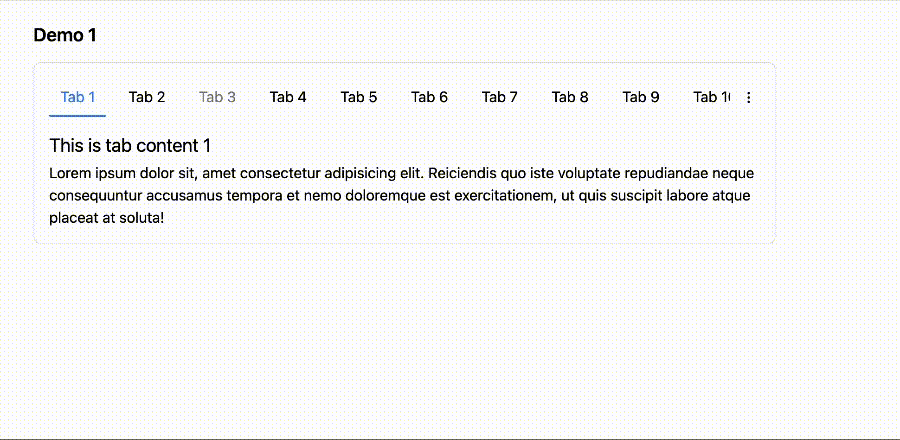 Demo 1
Tab 1 Tab 2 Tab 3 Tab 4 Tab 5 Tab 6 Tab 7 Tab 8 Tab 9 Tab
This is tab content 1
Lorem ipsum dolor sit, amet consectetur adipisicing elit. Reiciendis quo iste voluptate repudiandae neque
consequuntur accusamus tempora et nemo doloremque est exercitationem, ut quis suscipit labore atque
placeat at soluta!